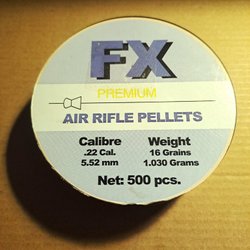 FX
PREMIUM
AIR RIFLE PELLETS
Calibre Weight
.22 Cal. 16 Grains
5.52 mm 1.030 Grams
Net: 500 pcs.